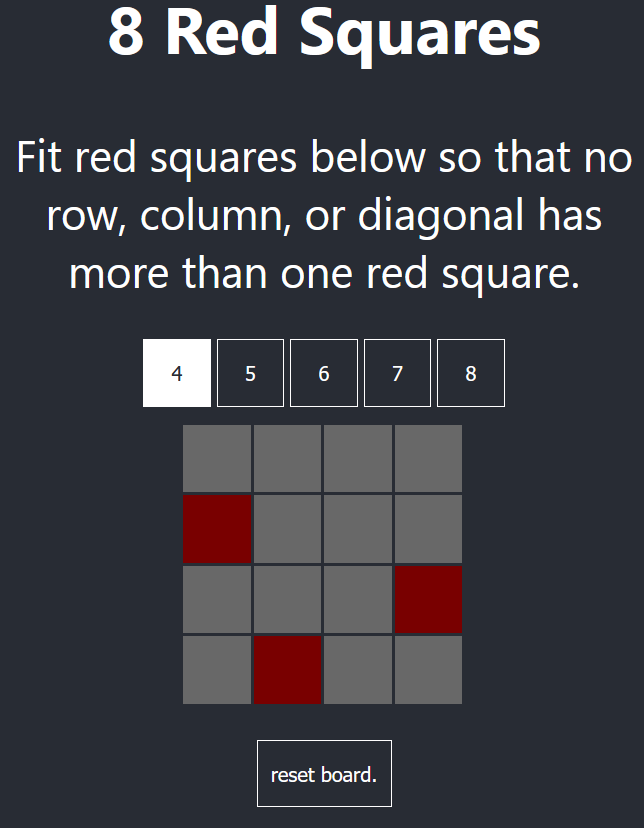 8 Red Squares
Fit red squares below so that no
row, column, or diagonal has
more than one red square.
4 5 6 7 8
reset board.